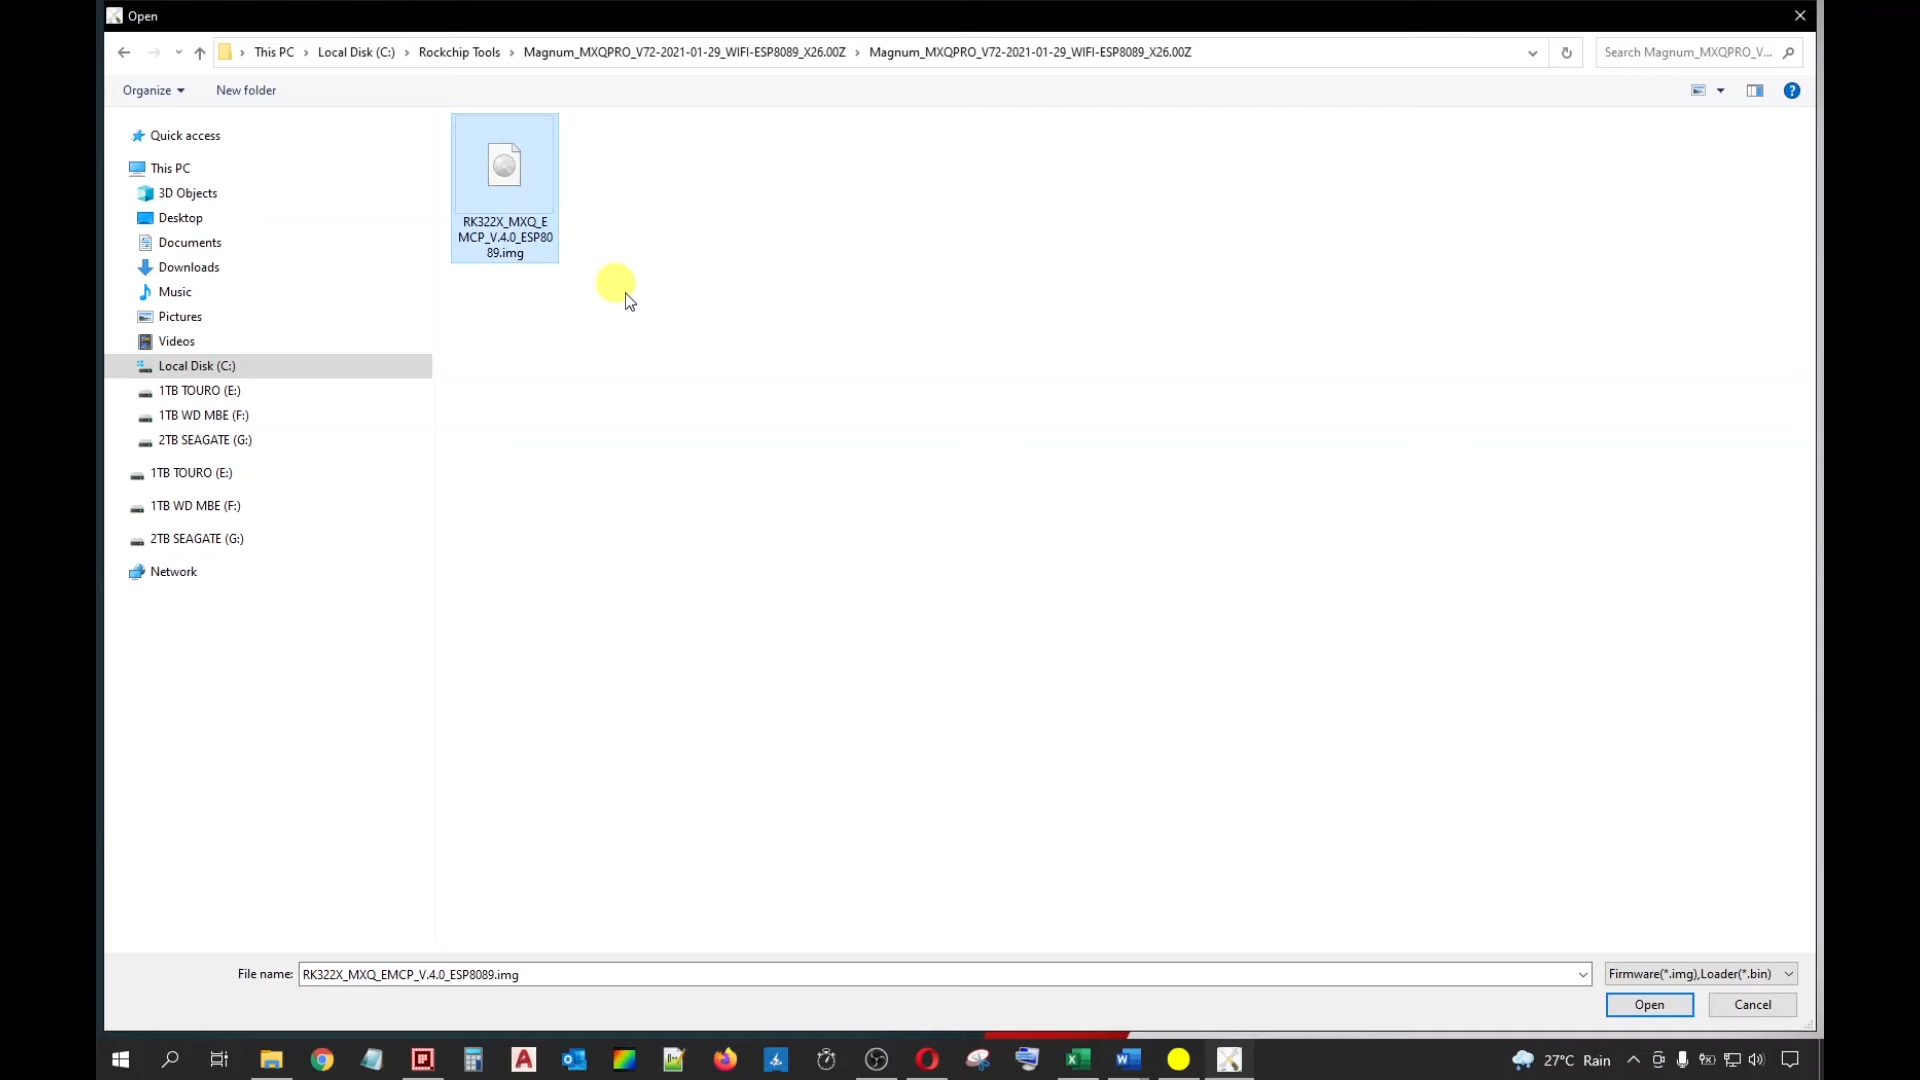 Open
This PC
Local Disk (C:)
Rockchip Tools
Magnum_MXQPRO_V72-2021-01-29_WIFI-ESP8089_X26.00Z
Magnum_MXQPRO_V72-2021-01-29_WIFI-ESP8089_X26.00Z
Search Magnum_MXQPRO_V...
Organize
New folder
Quick access
This PC
3D Objects
Desktop
Documents
Downloads
Music
Pictures
Videos
Local Disk (C:)
1TB TOURO (E:)
1TB WD MBE (F:)
2TB SEAGATE (G:)
1TB TOURO (E:)
1TB WD MBE (F:)
2TB SEAGATE (G:)
Network
RK322X_MXQ_E
MCP_V.4.0_ESP80
89.img
File name:
RK322X_MXQ_EMCP_V.4.0_ESP8089.img
Firmware(*.img),Loader(*.bin)
Open
Cancel
27°C Rain